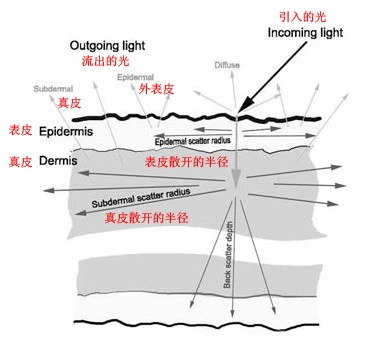 引入的光
Incoming light
Outgoing light
流出的光
Epidermal
外表皮
Diffuse
Subdermal
真皮
表皮 Epidermis
Epidermal scatter radius
真皮 Dermis
表皮散开的半径
Subdermal scatter radius
真皮散开的半径
Back scatter depth